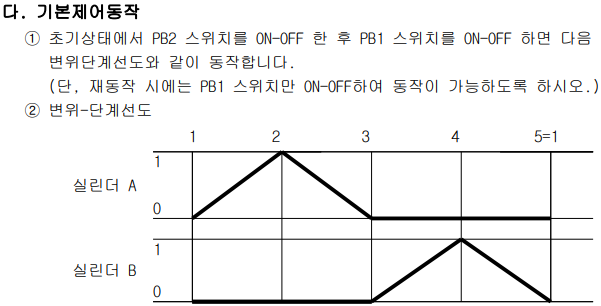 다. 기본제어동작
① 초기상태에서 PB2 스위치를 ON-OFF 한 후 PB1 스위치를 ON-OFF 하면 다음
변위단계선도와 같이 동작합니다.
(단, 재동작 시에는 PB1 스위치만 ON-OFF하여 동작이 가능하도록 하시오.)
② 변위-단계선도
1 2 3 4 5=1
1
실린더 A
0
1
실린더 B
0